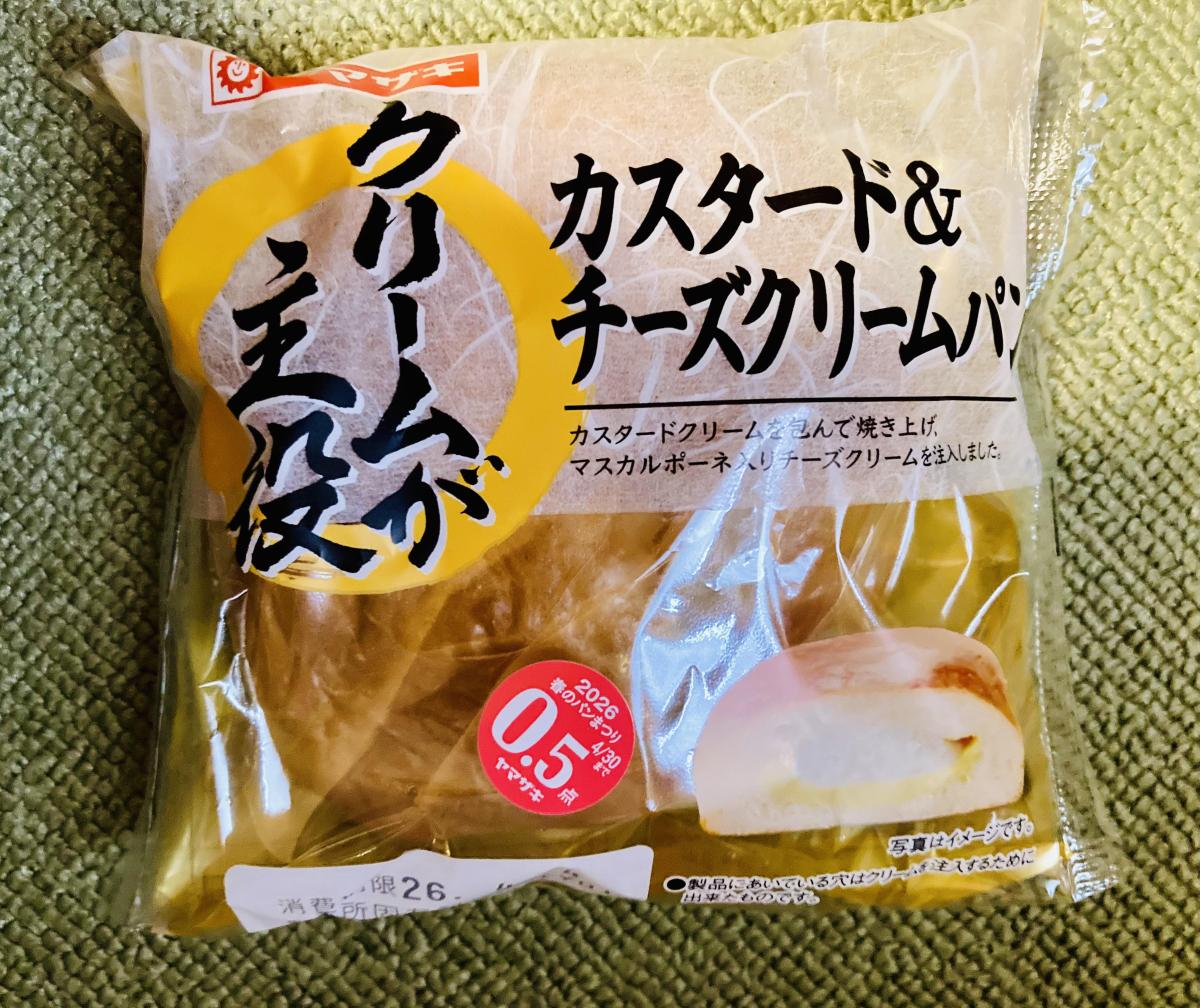 ヤマザキ
クリームが
主役
カスタード&
チーズクリームパン
カスタードクリームを包んで焼き上げ、
マスカルポーネ入りチーズクリームを注入しました。
2026
春のパンまつり
4/30まで
0.5点
ヤマザキ
写真はイメージです。
●製品にあいている穴はクリームを注入するために
出来たものです。
限26.
消費